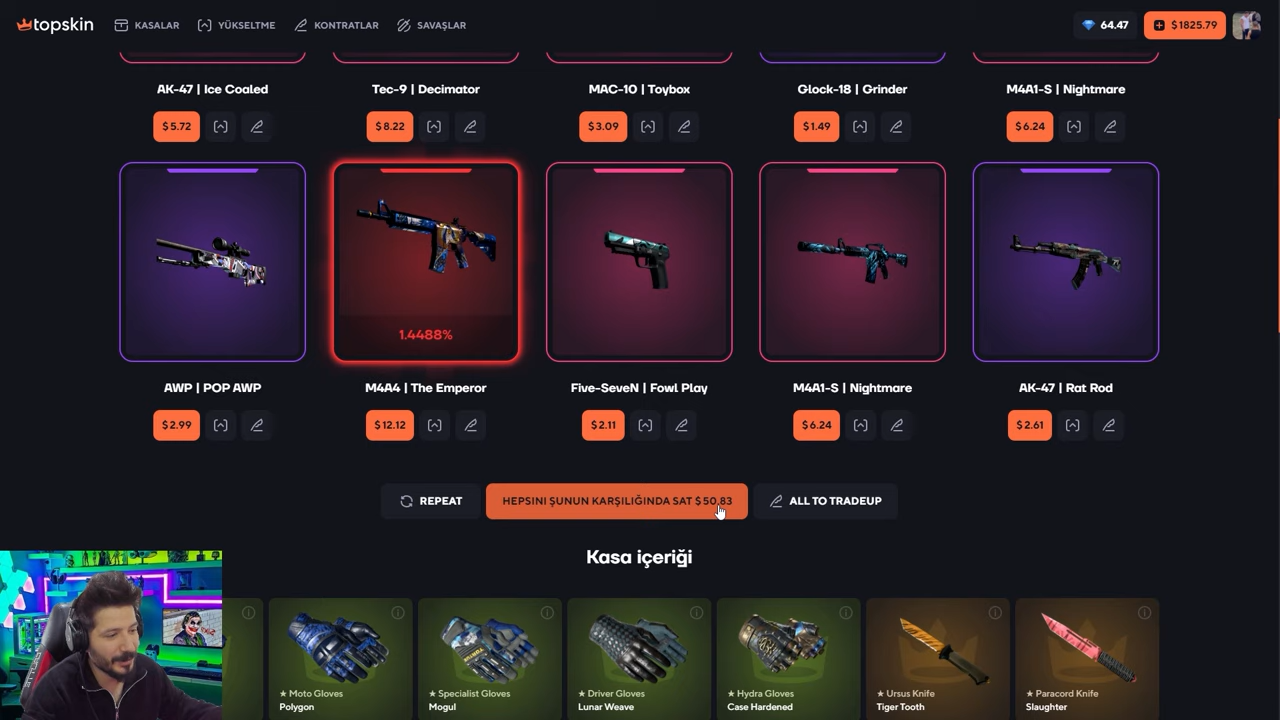 topskin
KASALAR
YÜKSELTME
KONTRATLAR
SAVAŞLAR
64.47
$1825.79
AK-47 | Ice Coaled
Tec-9 | Decimator
MAC-10 | Toybox
Glock-18 | Grinder
M4A1-S | Nightmare
$5.72
$8.22
$3.09
$1.49
$6.24
1.4488%
AWP | POP AWP
M4A4 | The Emperor
Five-SeveN | Fowl Play
M4A1-S | Nightmare
AK-47 | Rat Rod
$2.99
$12.12
$2.11
$6.24
$2.61
REPEAT
HEPSINI ŞUNUN KARŞILIĞINDA SAT $50.83
ALL TO TRADEUP
Kasa içeriği
★ Moto Gloves
Polygon
★ Specialist Gloves
Mogul
★ Driver Gloves
Lunar Weave
★ Hydra Gloves
Case Hardened
★ Ursus Knife
Tiger Tooth
★ Paracord Knife
Slaughter